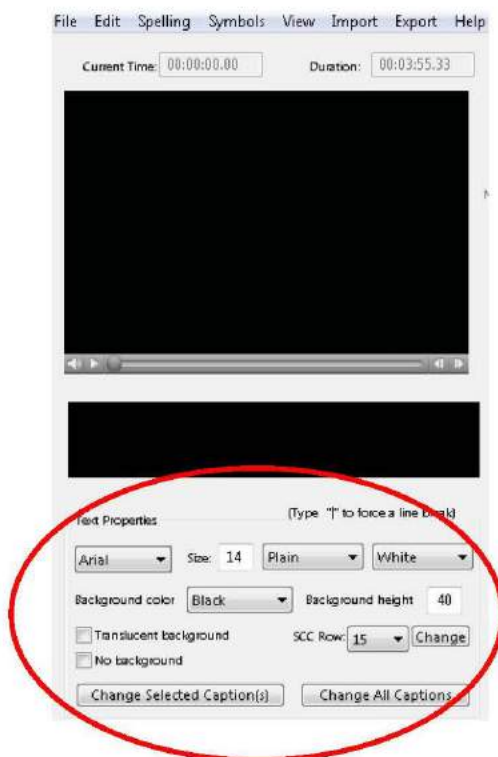 File Edit Spelling Symbols View Import Export Help
Current Time: 00:00:00.00 Duration: 00:03:55.33
Text Properties (Type "|" to force a line break)
Arial Size: 14 Plain White
Background color Black Background height 40
Translucent background SCC Row: 15 Change
No background
Change Selected Caption(s) Change All Captions